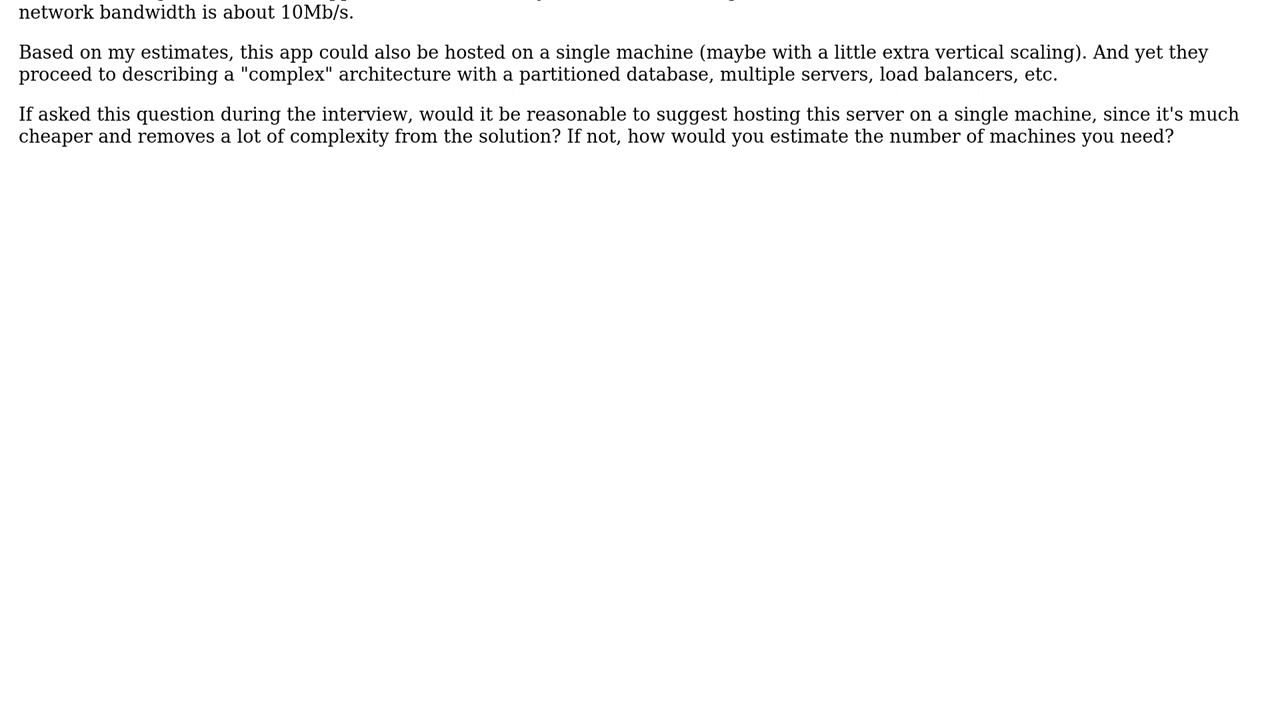 network bandwidth is about 10Mb/s.
Based on my estimates, this app could also be hosted on a single machine (maybe with a little extra vertical scaling). And yet they
proceed to describing a "complex" architecture with a partitioned database, multiple servers, load balancers, etc.
If asked this question during the interview, would it be reasonable to suggest hosting this server on a single machine, since it's much
cheaper and removes a lot of complexity from the solution? If not, how would you estimate the number of machines you need?